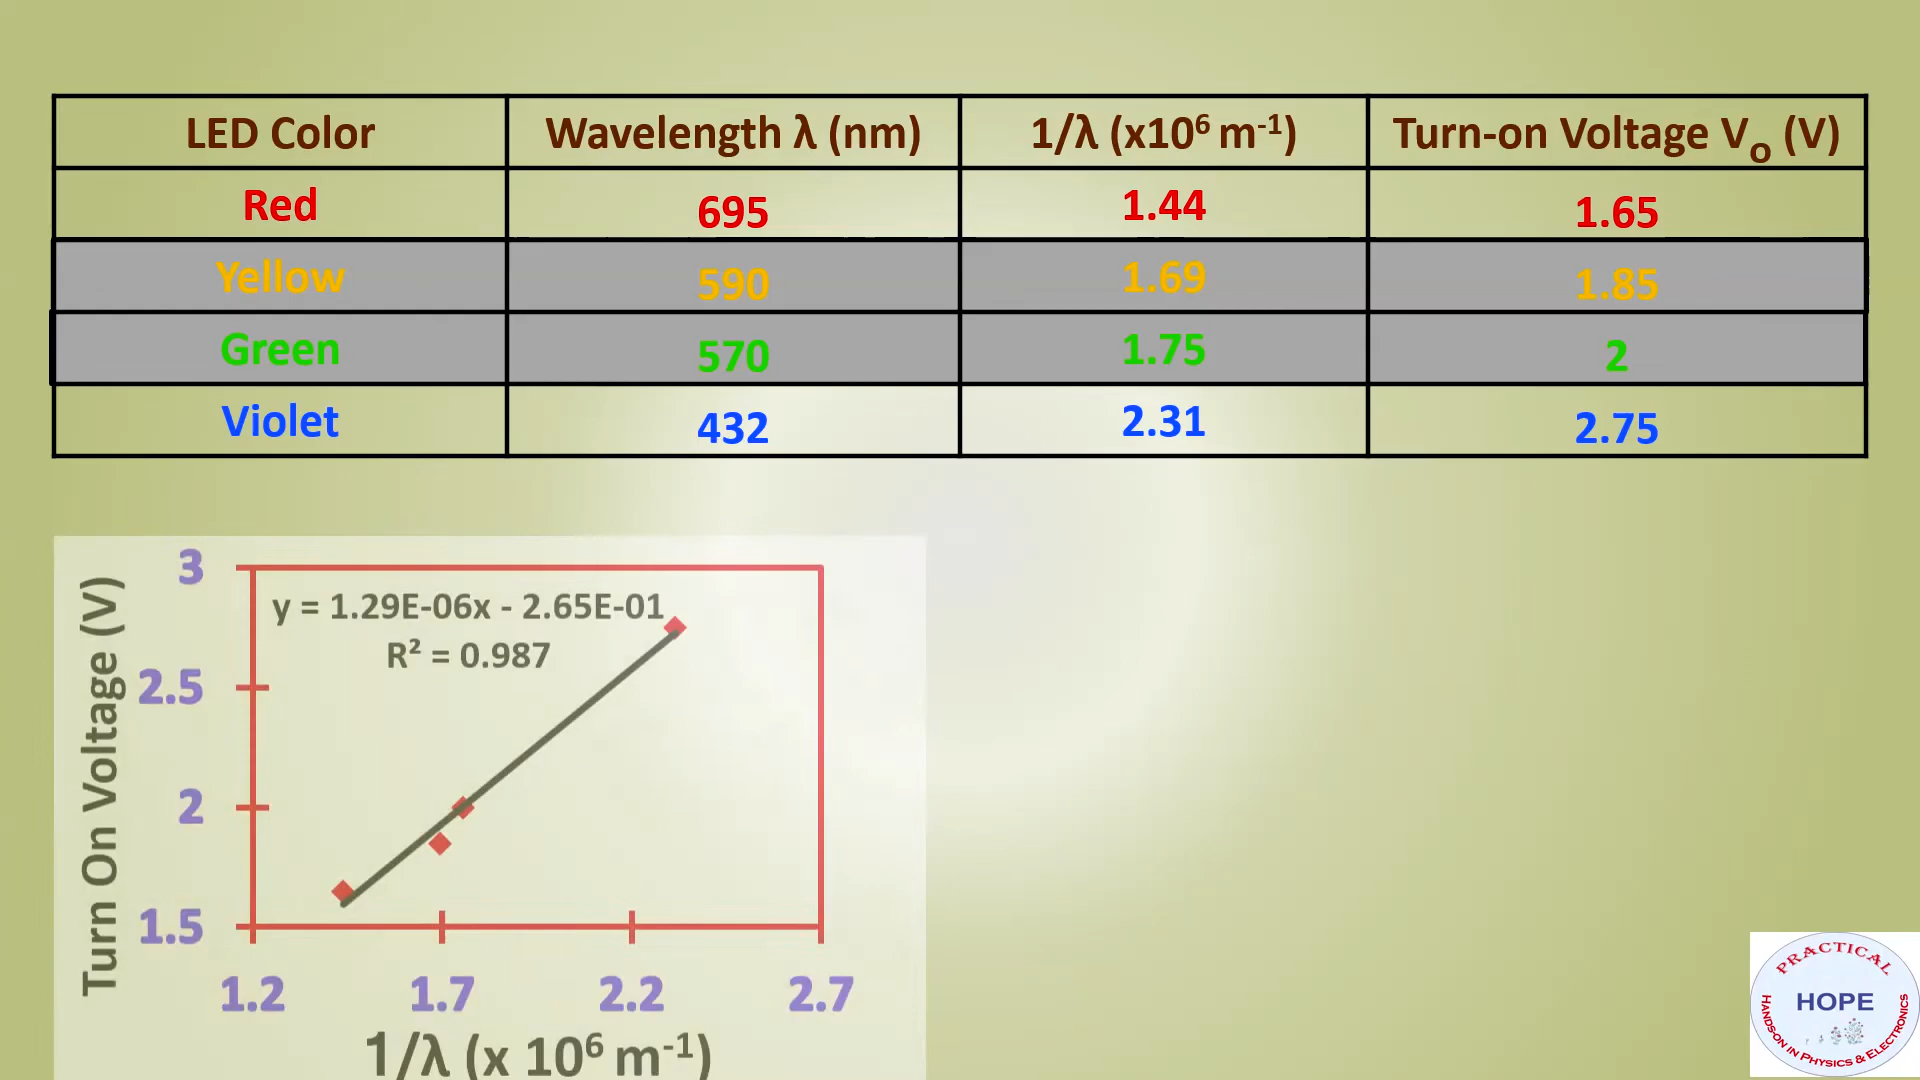 LED Color Wavelength λ (nm) 1/λ (x10⁶ m⁻¹) Turn-on Voltage Vₒ (V)
Red 695 1.44 1.65
Yellow 590 1.69 1.85
Green 570 1.75 2
Violet 432 2.31 2.75
Turn On Voltage (V)
3
2.5
2
1.5
y = 1.29E-06x - 2.65E-01
R² = 0.987
1.2 1.7 2.2 2.7
1/λ (x 10⁶ m⁻¹)
PRACTICAL
HOPE
HANDS-ON IN PHYSICS & ELECTRONICS